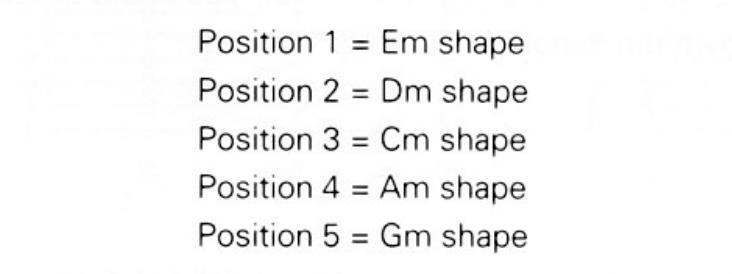 Position 1 = Em shape
Position 2 = Dm shape
Position 3 = Cm shape
Position 4 = Am shape
Position 5 = Gm shape